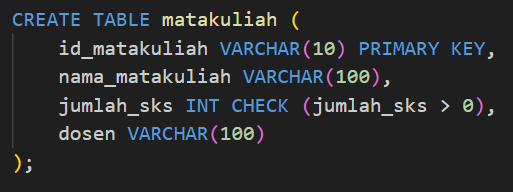 CREATE TABLE matakuliah (
    id_matakuliah VARCHAR(10) PRIMARY KEY,
    nama_matakuliah VARCHAR(100),
    jumlah_sks INT CHECK (jumlah_sks > 0),
    dosen VARCHAR(100)
);